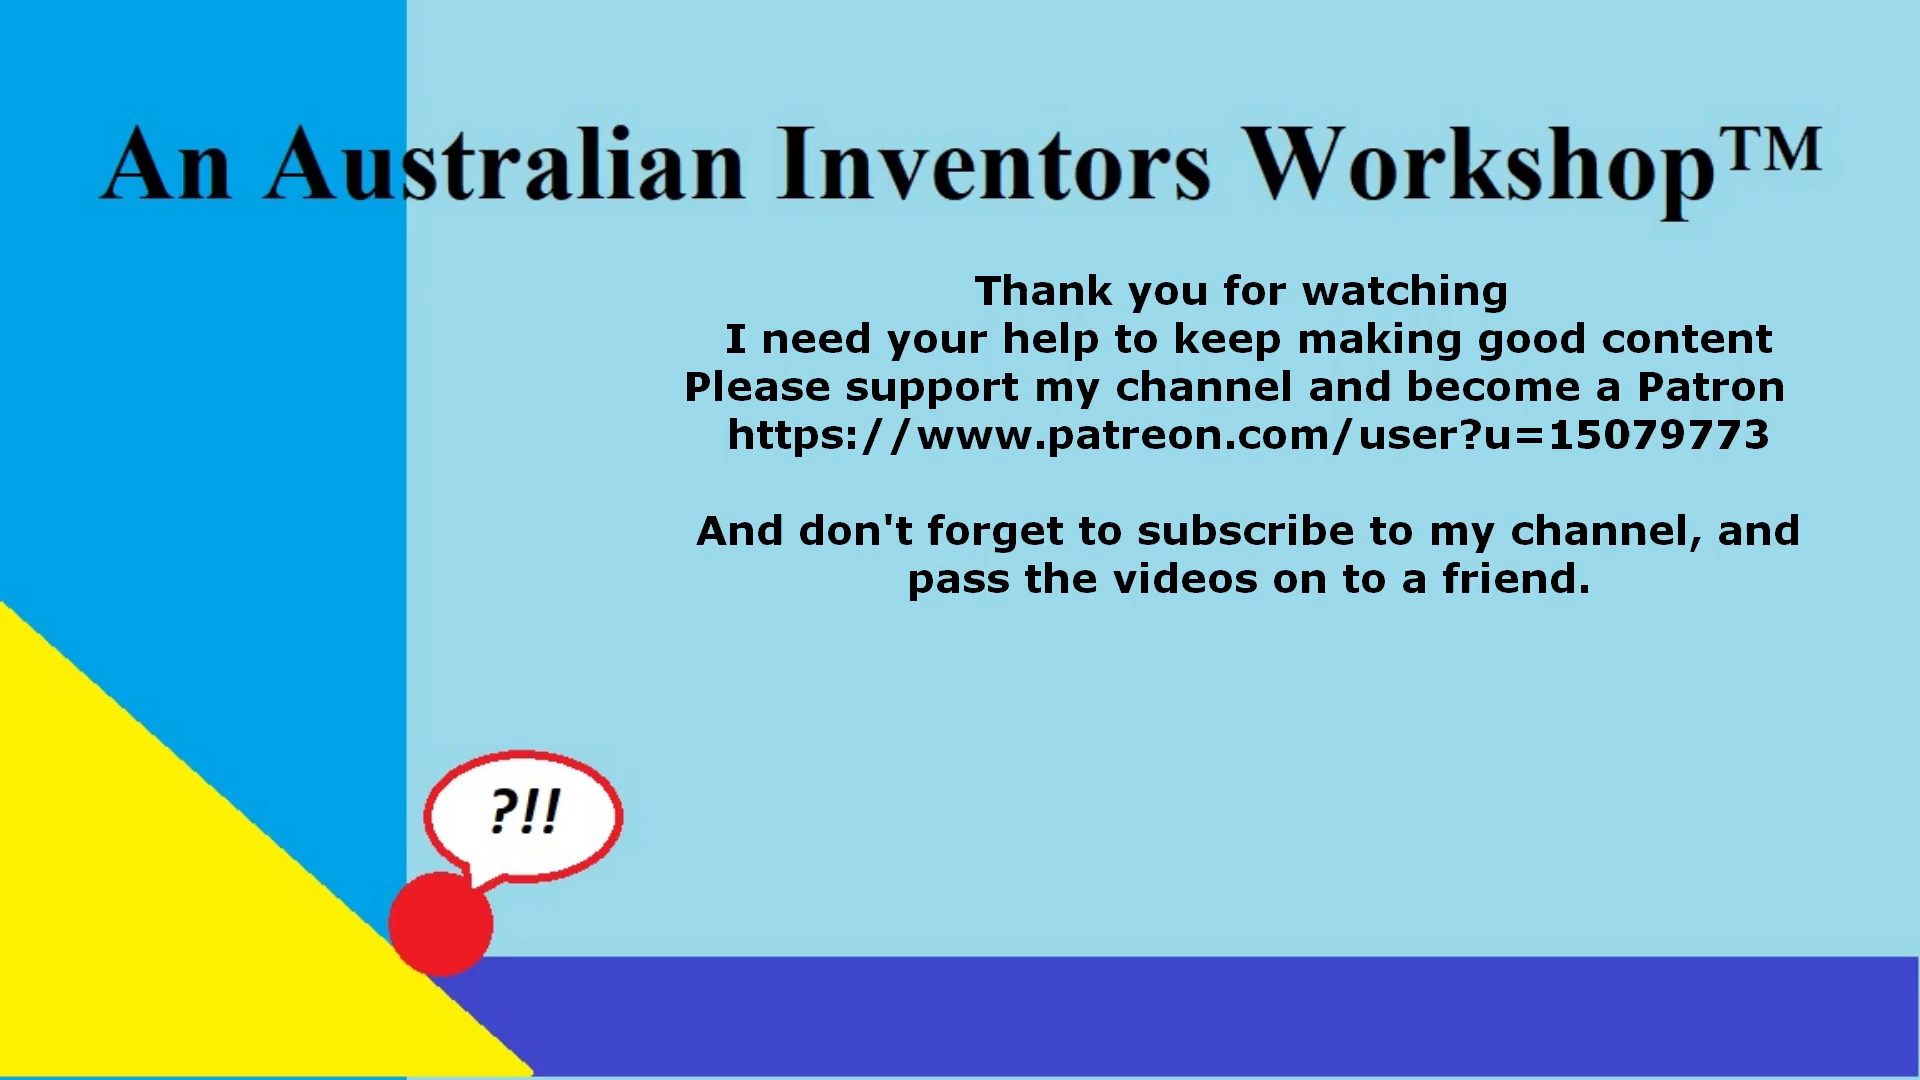 An Australian Inventors Workshop™
Thank you for watching
I need your help to keep making good content
Please support my channel and become a Patron
https://www.patreon.com/user?u=15079773
And don't forget to subscribe to my channel, and
pass the videos on to a friend.
?!!